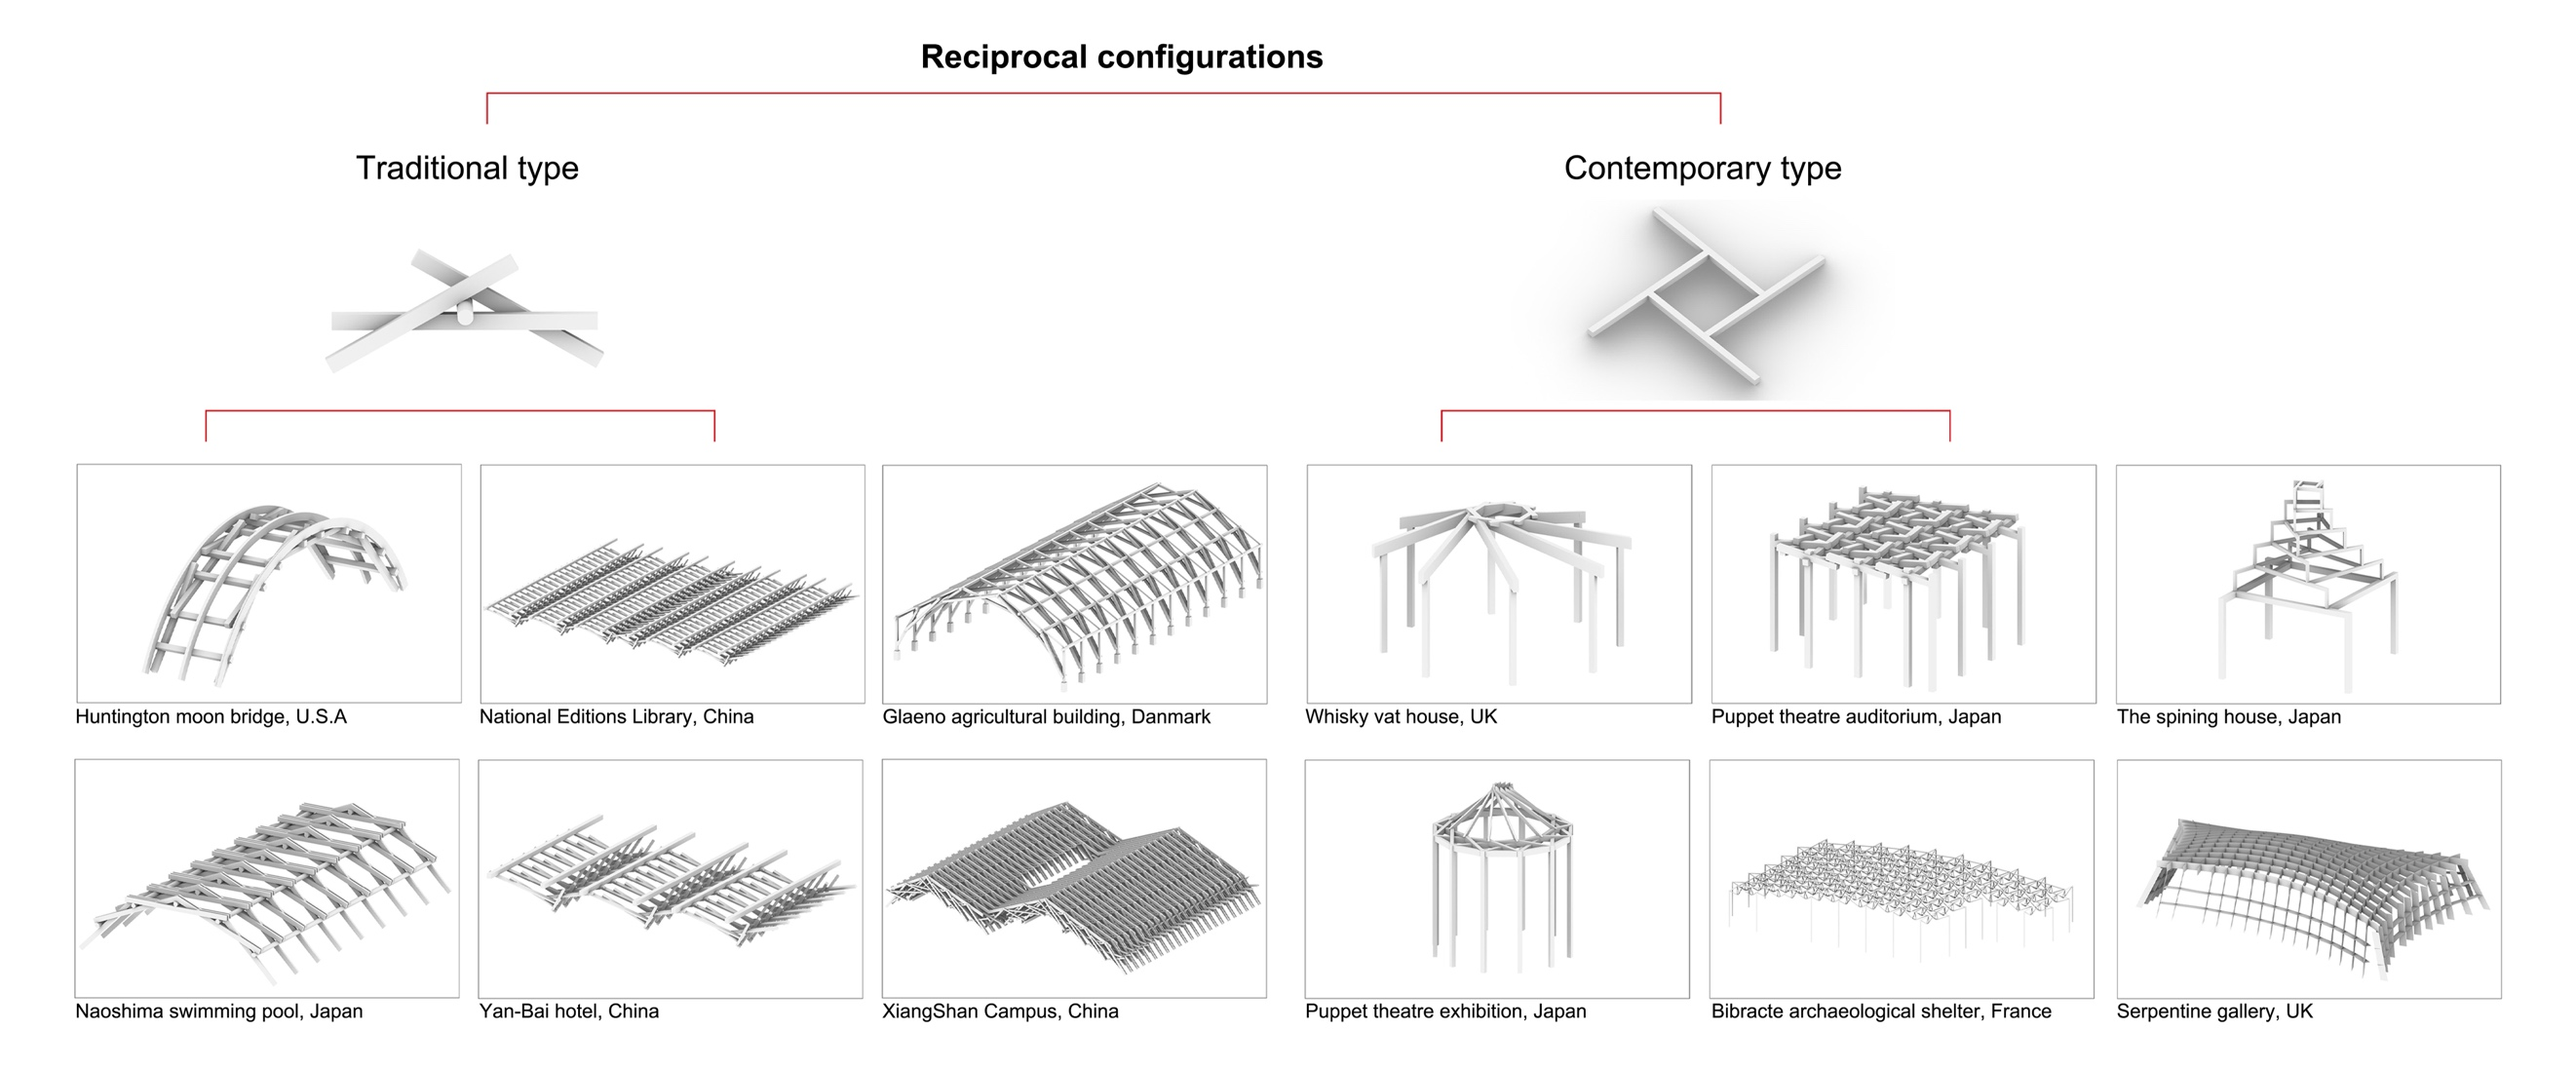 Reciprocal configurations
Traditional type
Contemporary type
Huntington moon bridge, U.S.A
National Editions Library, China
Glaeno agricultural building, Danmark
Whisky vat house, UK
Puppet theatre auditorium, Japan
The spining house, Japan
Naoshima swimming pool, Japan
Yan-Bai hotel, China
XiangShan Campus, China
Puppet theatre exhibition, Japan
Bibracte archaeological shelter, France
Serpentine gallery, UK